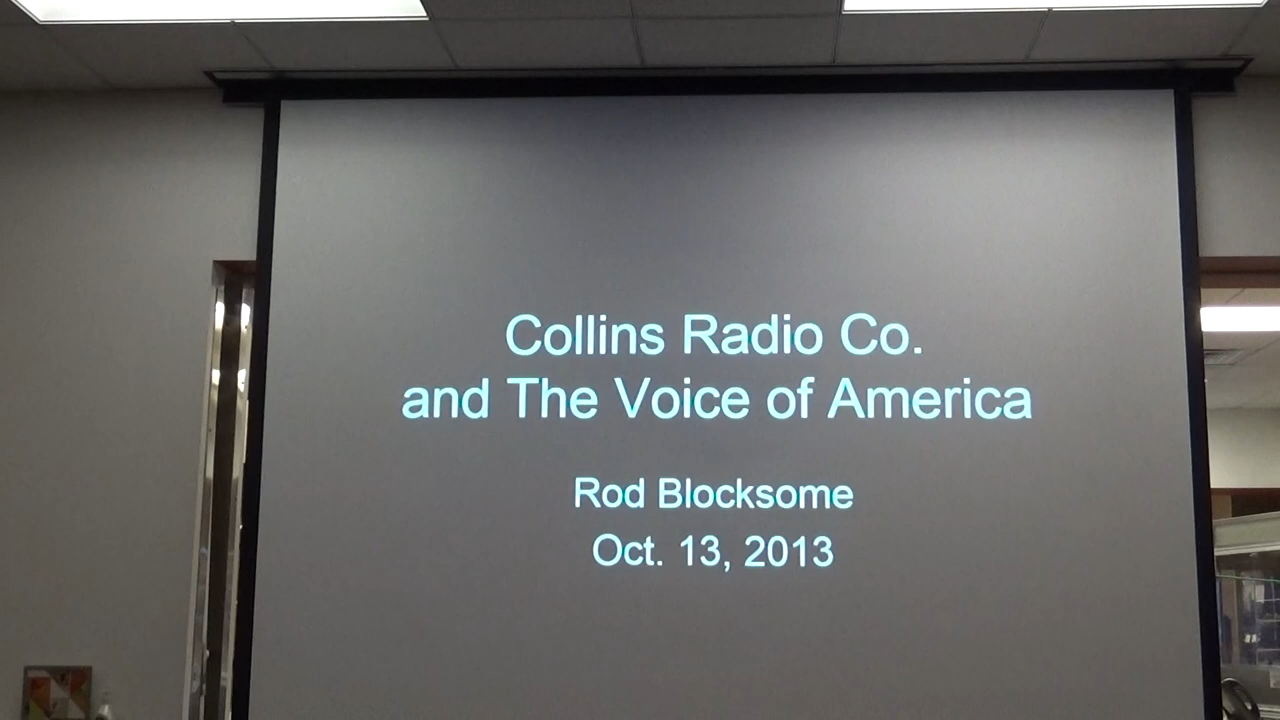 Collins Radio Co.
and The Voice of America
Rod Blocksome
Oct. 13, 2013